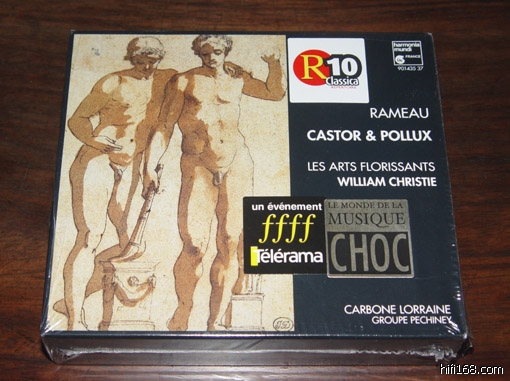 R10
Classica
harmonia
mundi
FRANCE
901435 37
RAMEAU
CASTOR & POLLUX
LES ARTS FLORISSANTS
WILLIAM CHRISTIE
un événement
ffff
Télérama
LE MONDE DE LA
MUSIQUE
CHOC
CARBONE LORRAINE
GROUPE PECHINEY
hifi168.com